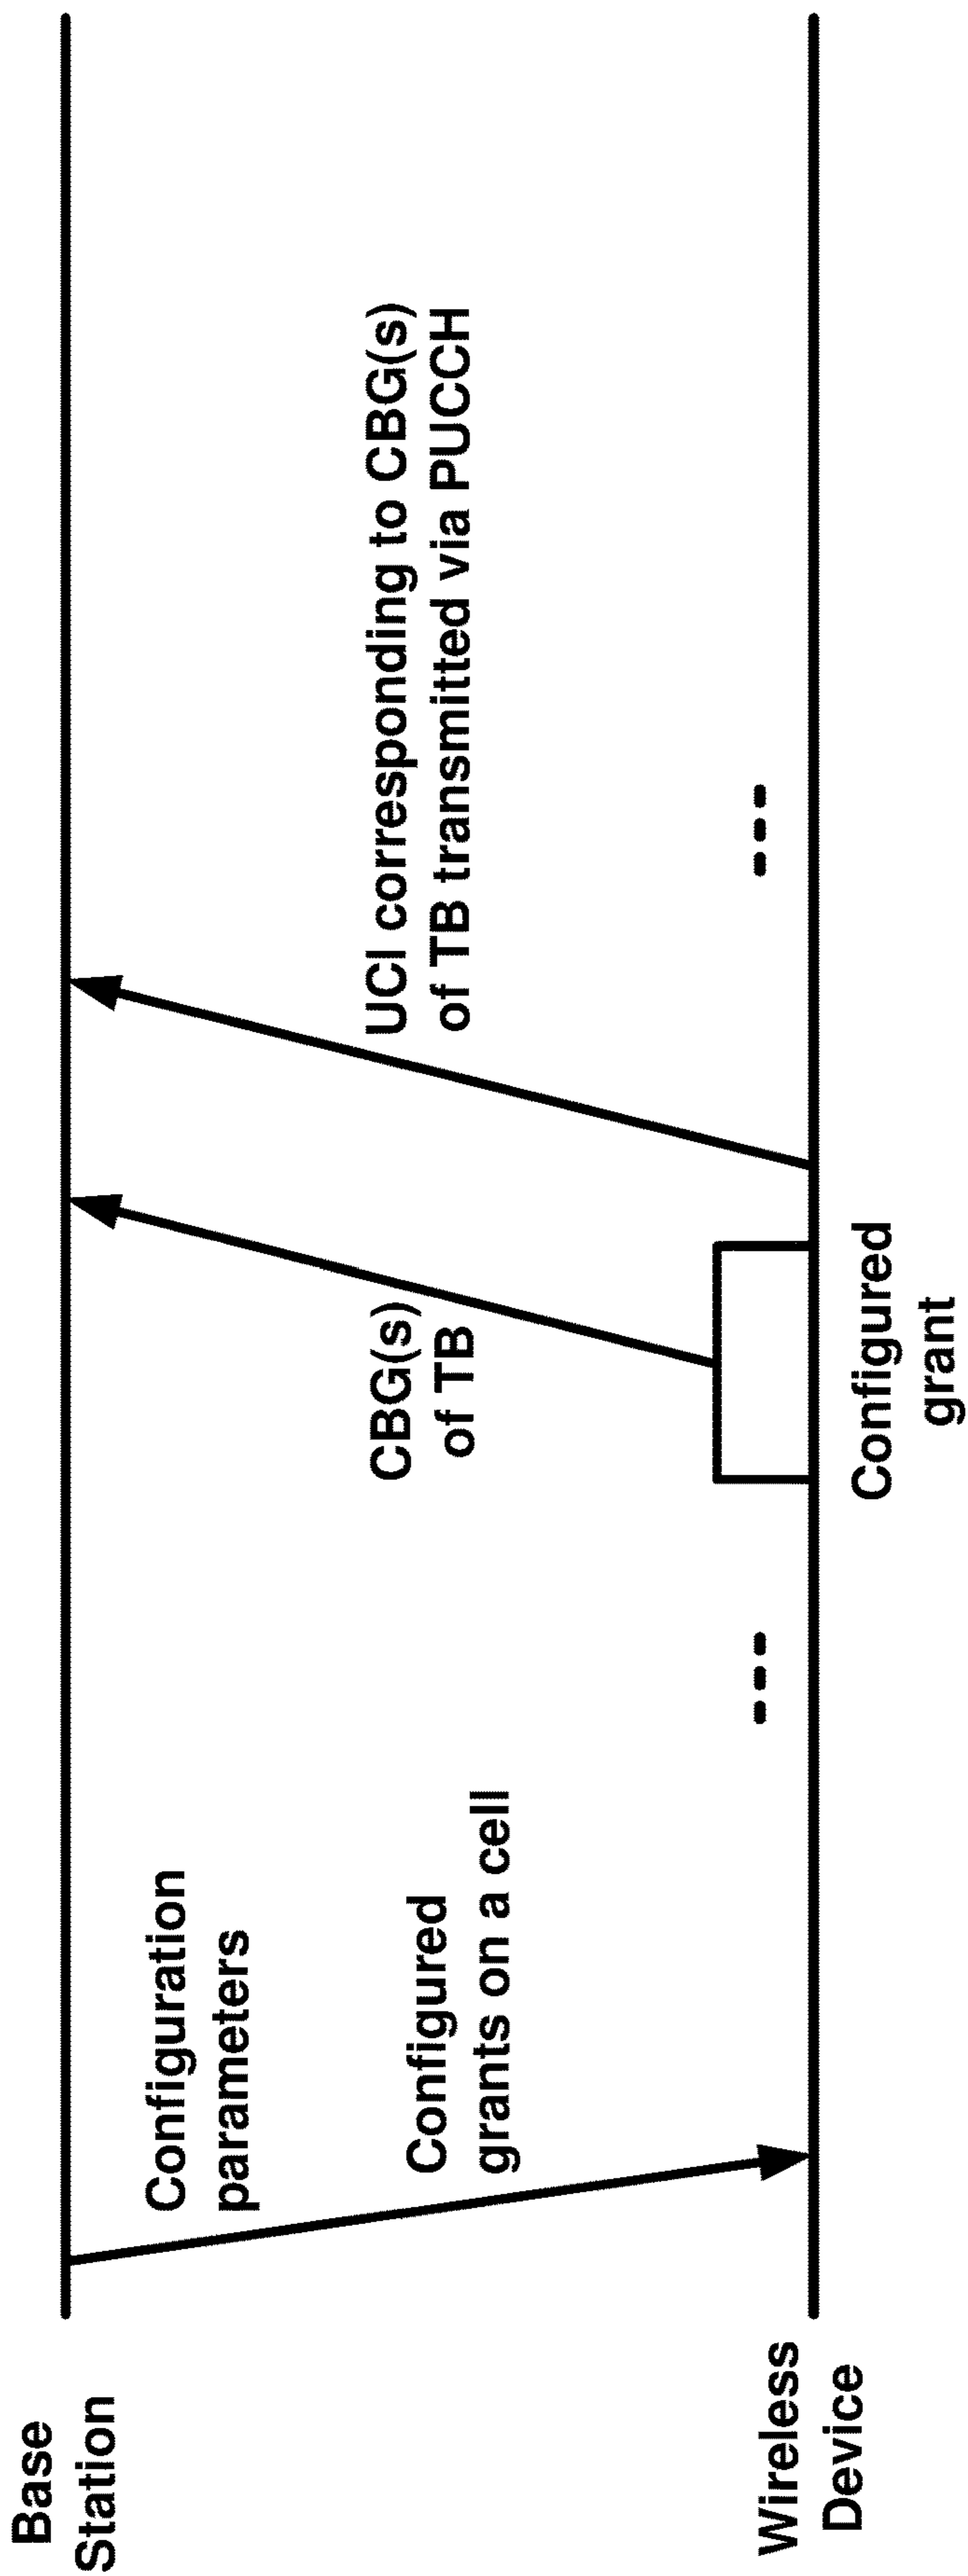 Base
Station
Configuration
parameters
Configured
grants on a cell
CBG(s)
of TB
UCI corresponding to CBG(s)
of TB transmitted via PUCCH
Wireless
Device
Configured
grant